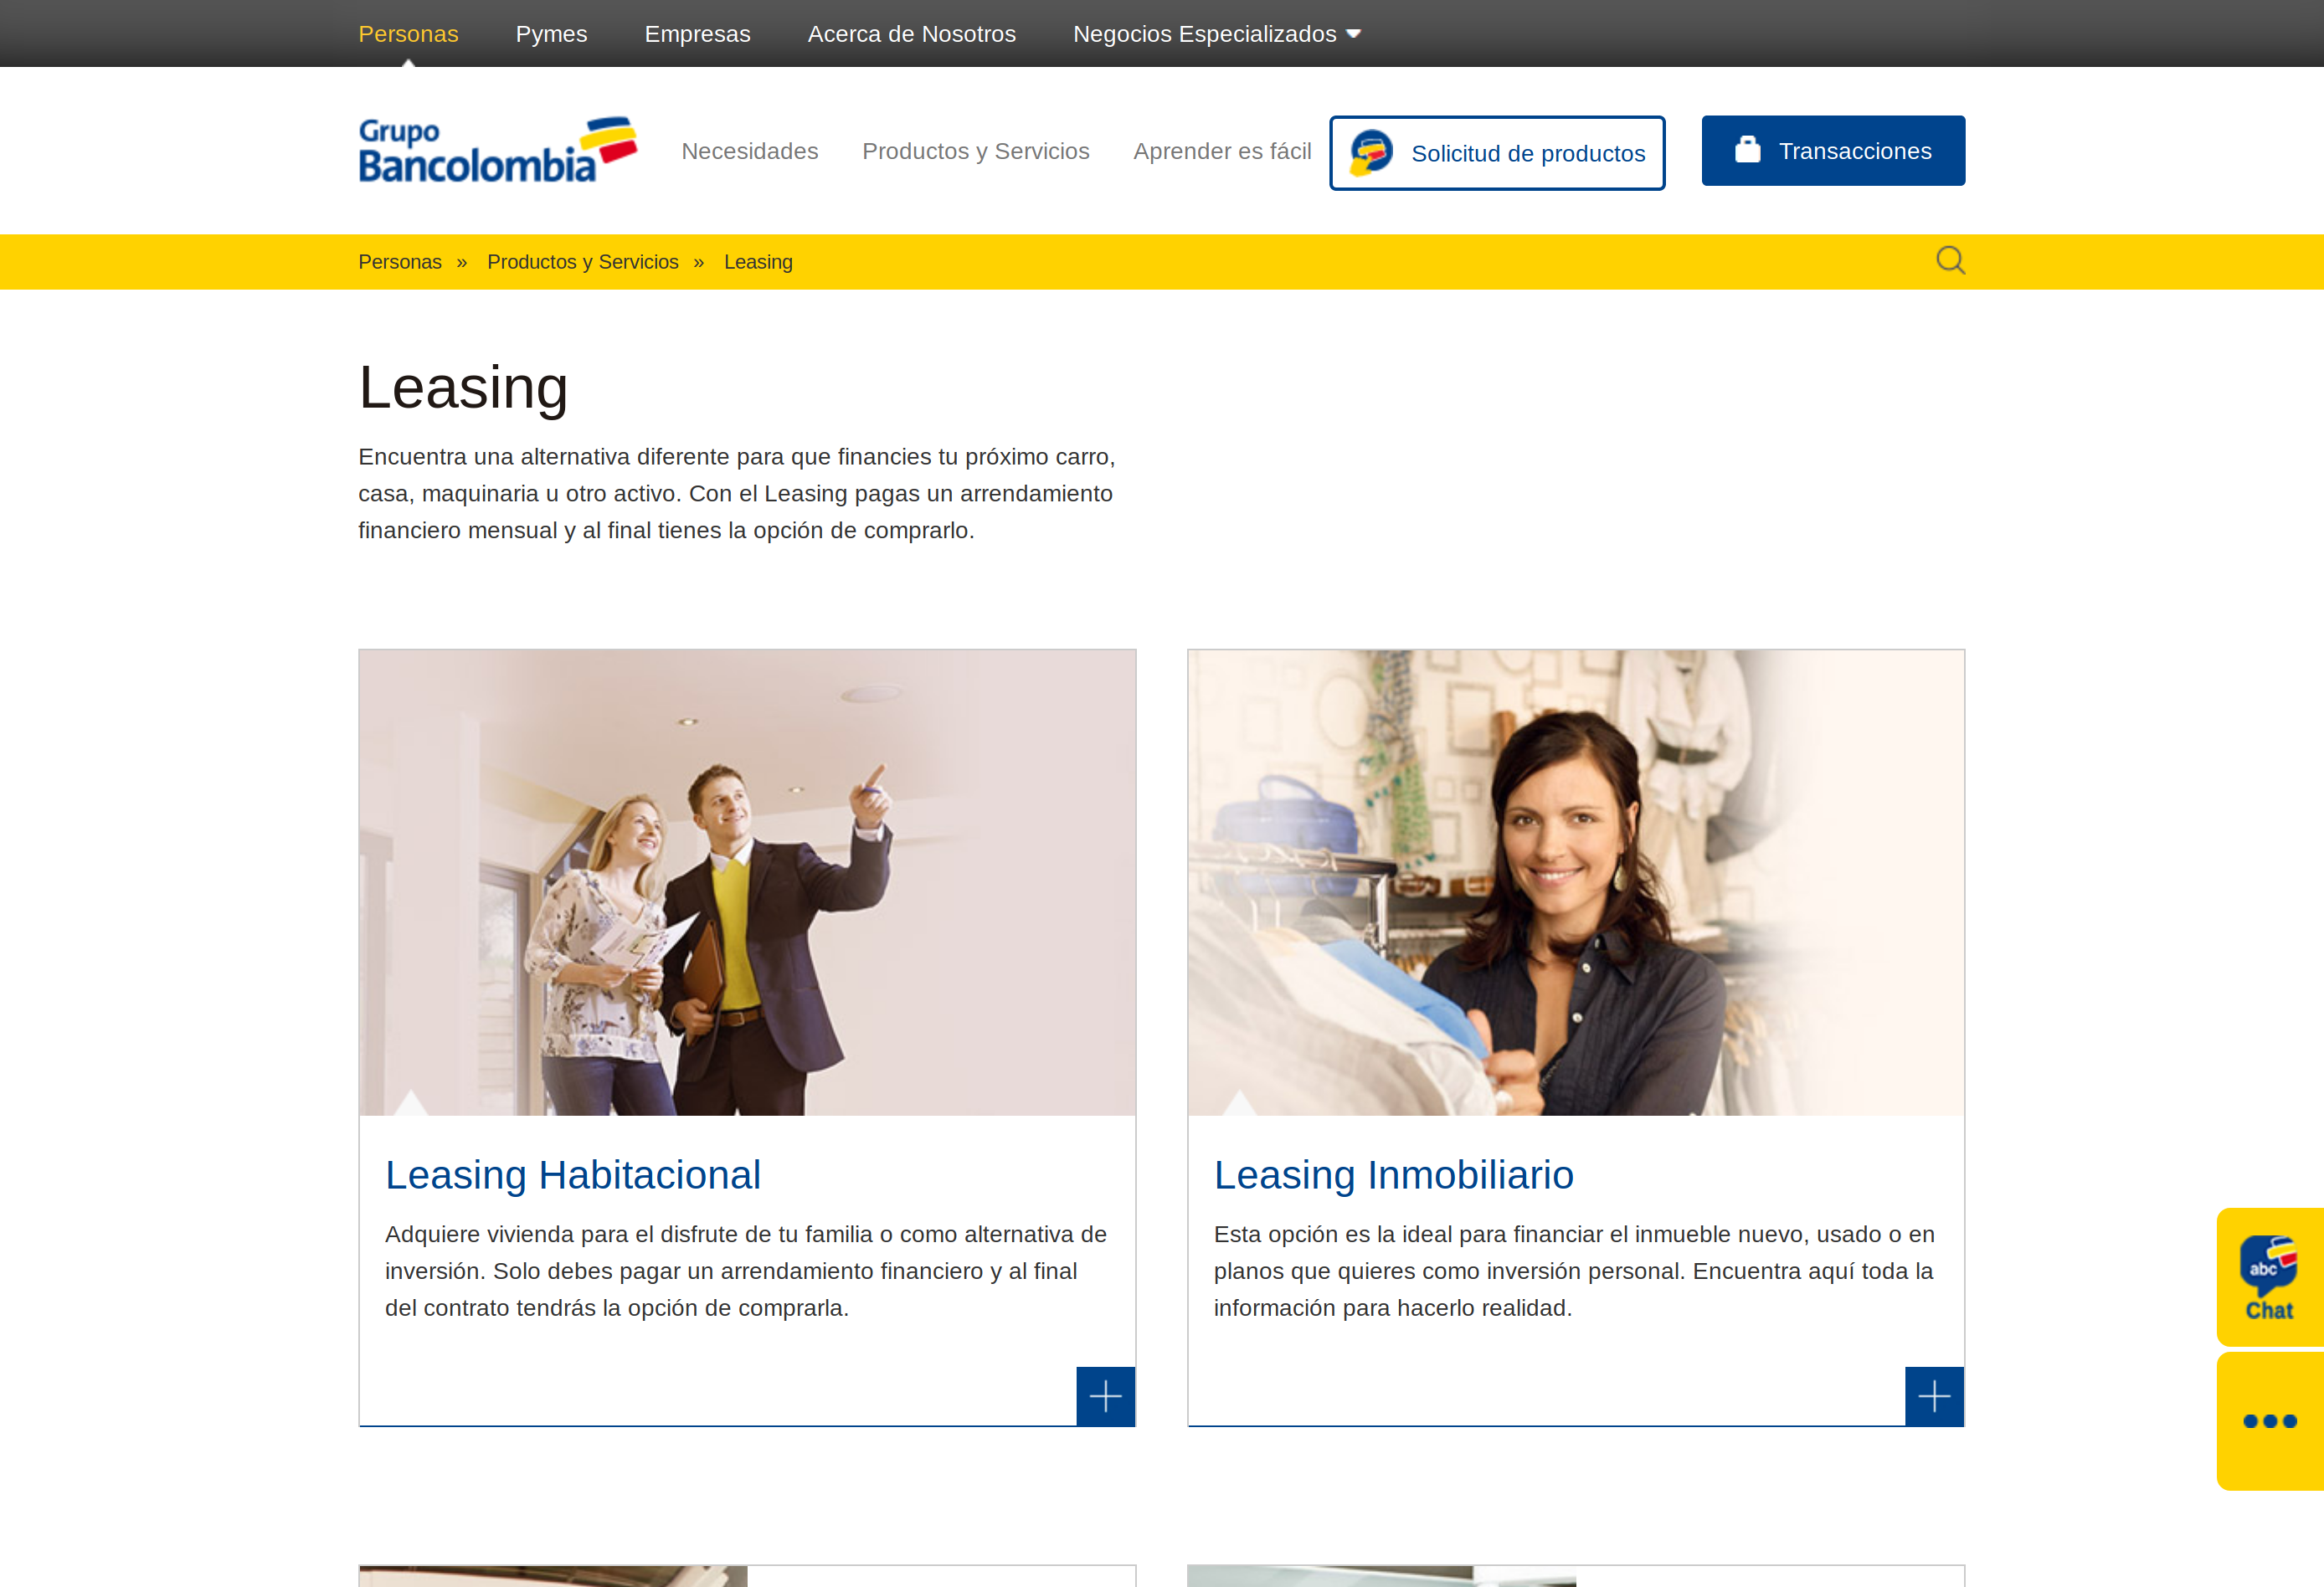 Personas Pymes Empresas Acerca de Nosotros Negocios Especializados
Grupo
Bancolombia
Necesidades Productos y Servicios Aprender es fácil Solicitud de productos Transacciones
Personas » Productos y Servicios » Leasing
Leasing
Encuentra una alternativa diferente para que financies tu próximo carro,
casa, maquinaria u otro activo. Con el Leasing pagas un arrendamiento
financiero mensual y al final tienes la opción de comprarlo.
Leasing Habitacional
Adquiere vivienda para el disfrute de tu familia o como alternativa de
inversión. Solo debes pagar un arrendamiento financiero y al final
del contrato tendrás la opción de comprarla.
Leasing Inmobiliario
Esta opción es la ideal para financiar el inmueble nuevo, usado o en
planos que quieres como inversión personal. Encuentra aquí toda la
información para hacerlo realidad.
abc
Chat